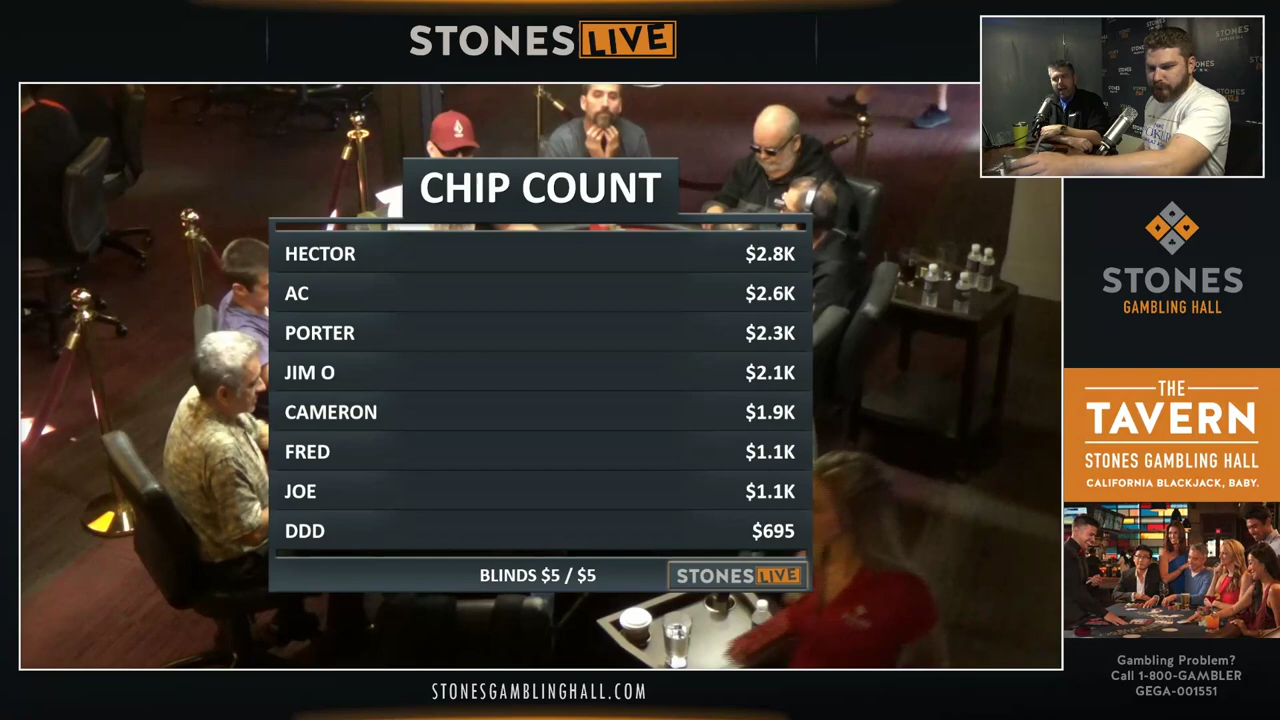 STONES LIVE
CHIP COUNT
HECTOR $2.8K
AC $2.6K
PORTER $2.3K
JIM O $2.1K
CAMERON $1.9K
FRED $1.1K
JOE $1.1K
DDD $695
BLINDS $5 / $5
STONES LIVE
STONES
STONES
STONES
GAMBLING HALL
THE
TAVERN
STONES GAMBLING HALL
CALIFORNIA BLACKJACK, BABY.
Gambling Problem?
Call 1-800-GAMBLER
GEGA-001551
STONESGAMBLINGHALL.COM